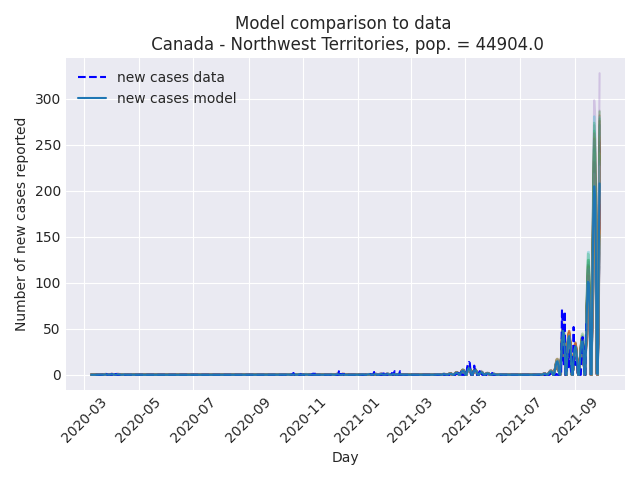 Model comparison to data
Canada - Northwest Territories, pop. = 44904.0
new cases data
new cases model
Number of new cases reported
300
250
200
150
100
50
0
2020-03
2020-05
2020-07
2020-09
2020-11
2021-01
2021-03
2021-05
2021-07
2021-09
Day